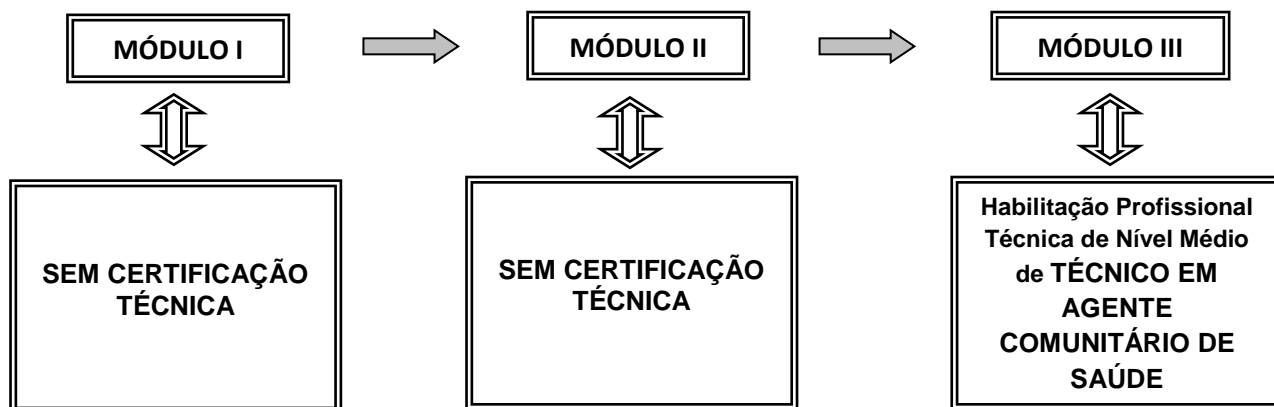 MÓDULO I
MÓDULO II
MÓDULO III
SEM CERTIFICAÇÃO
TÉCNICA
SEM CERTIFICAÇÃO
TÉCNICA
Habilitação Profissional
Técnica de Nível Médio
de TÉCNICO EM
AGENTE
COMUNITÁRIO DE
SAÚDE